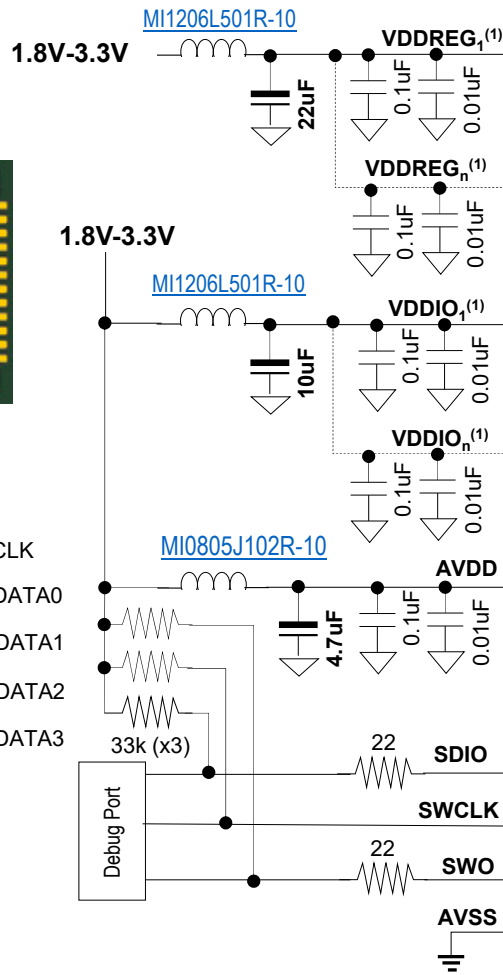 MI1206L501R-10
1.8V-3.3V
VDDREG₁⁽¹⁾
22uF
0.1uF
0.01uF
VDDREGₙ⁽¹⁾
0.1uF
0.01uF
1.8V-3.3V
MI1206L501R-10
VDDIO₁⁽¹⁾
10uF
0.1uF
0.01uF
VDDIOₙ⁽¹⁾
0.1uF
0.01uF
CLK
MI0805J102R-10
AVDD
DATA0
4.7uF
0.1uF
0.01uF
DATA1
DATA2
DATA3
33k (x3)
Debug Port
22
SDIO
SWCLK
22
SWO
AVSS